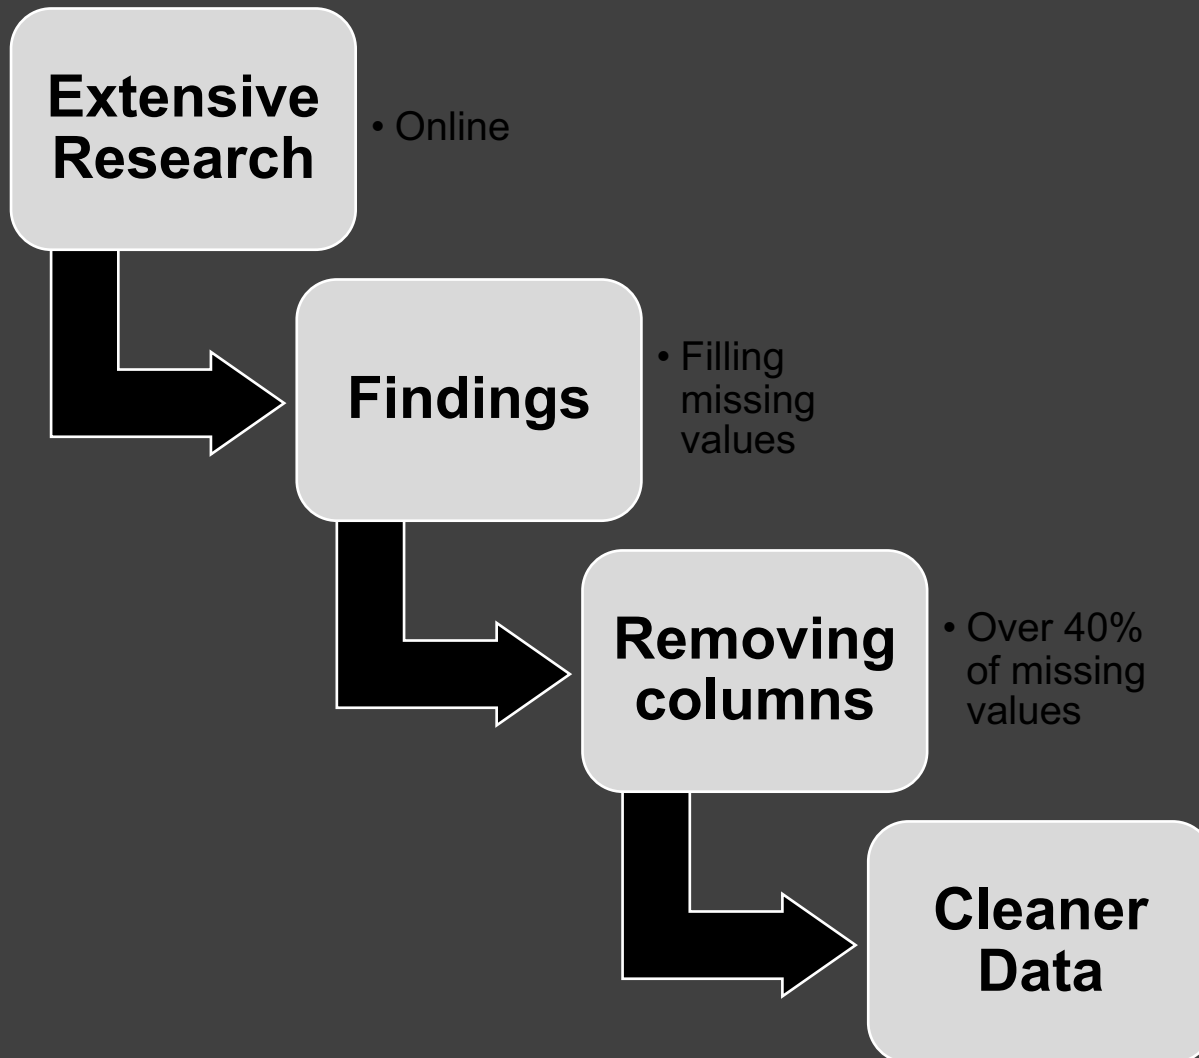 Extensive
Research
• Online
Findings
• Filling
missing
values
Removing
columns
• Over 40%
of missing
values
Cleaner
Data